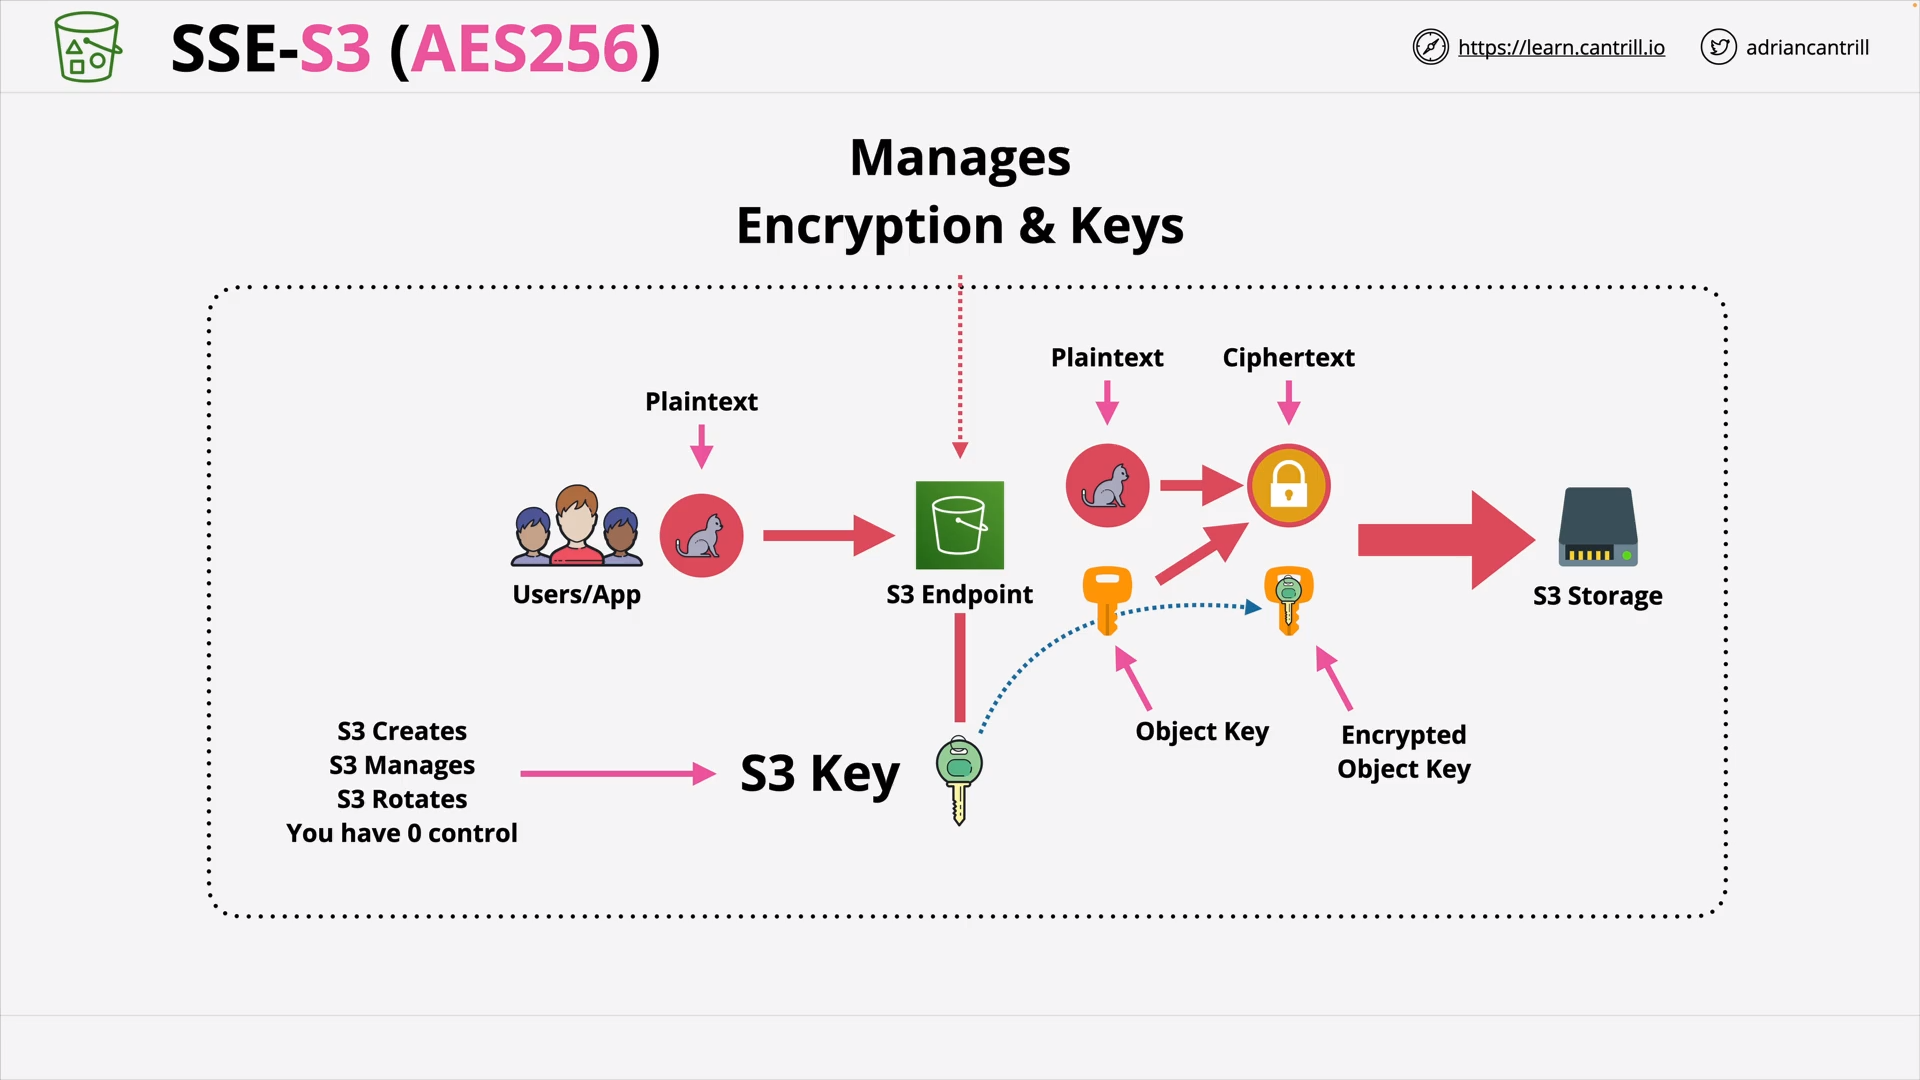 SSE-S3 (AES256)
https://learn.cantrill.io
adriancantrill
Manages
Encryption & Keys
Plaintext
Ciphertext
Plaintext
Users/App
S3 Endpoint
S3 Storage
S3 Creates
S3 Manages
S3 Rotates
You have 0 control
S3 Key
Object Key
Encrypted
Object Key